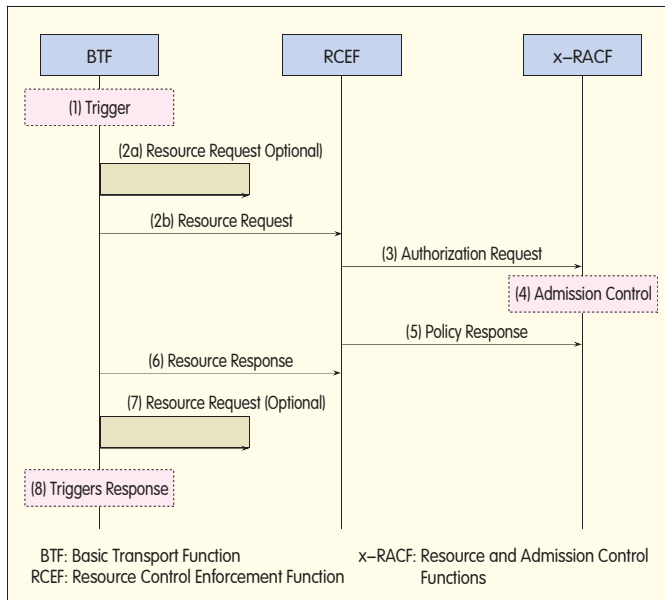 BTF RCEF x–RACF
(1) Trigger
(2a) Resource Request Optional)
(2b) Resource Request
(3) Authorization Request
(4) Admission Control
(5) Policy Response
(6) Resource Response
(7) Resource Request (Optional)
(8) Triggers Response
BTF: Basic Transport Function
RCEF: Resource Control Enforcement Function
x–RACF: Resource and Admission Control
Functions